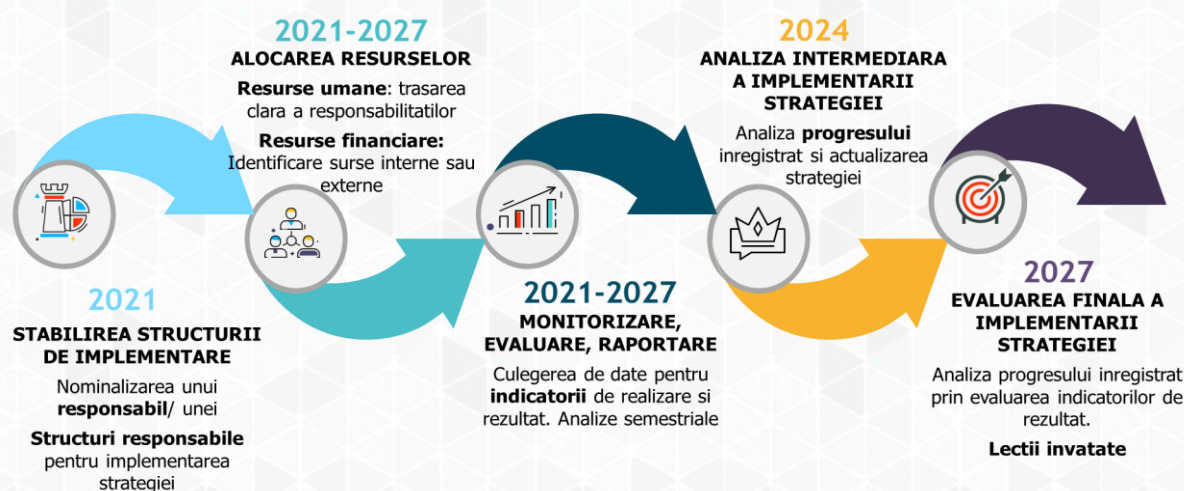 2021
STABILIREA STRUCTURII
DE IMPLEMENTARE
Nominalizarea unui
responsabil/ unei
Structuri responsabile
pentru implementarea
strategiei
2021-2027
ALOCAREA RESURSELOR
Resurse umane: trasarea
clara a responsabilitatilor
Resurse financiare:
Identificare surse interne sau
externe
2021-2027
MONITORIZARE,
EVALUARE, RAPORTARE
Culegerea de date pentru
indicatorii de realizare si
rezultat. Analize semestriale
2024
ANALIZA INTERMEDIARA
A IMPLEMENTARII
STRATEGIEI
Analiza progresului
inregistrat si actualizarea
strategiei
2027
EVALUAREA FINALA A
IMPLEMENTARII
STRATEGIEI
Analiza progresului inregistrat
prin evaluarea indicatorilor de
rezultat.
Lectii invatate